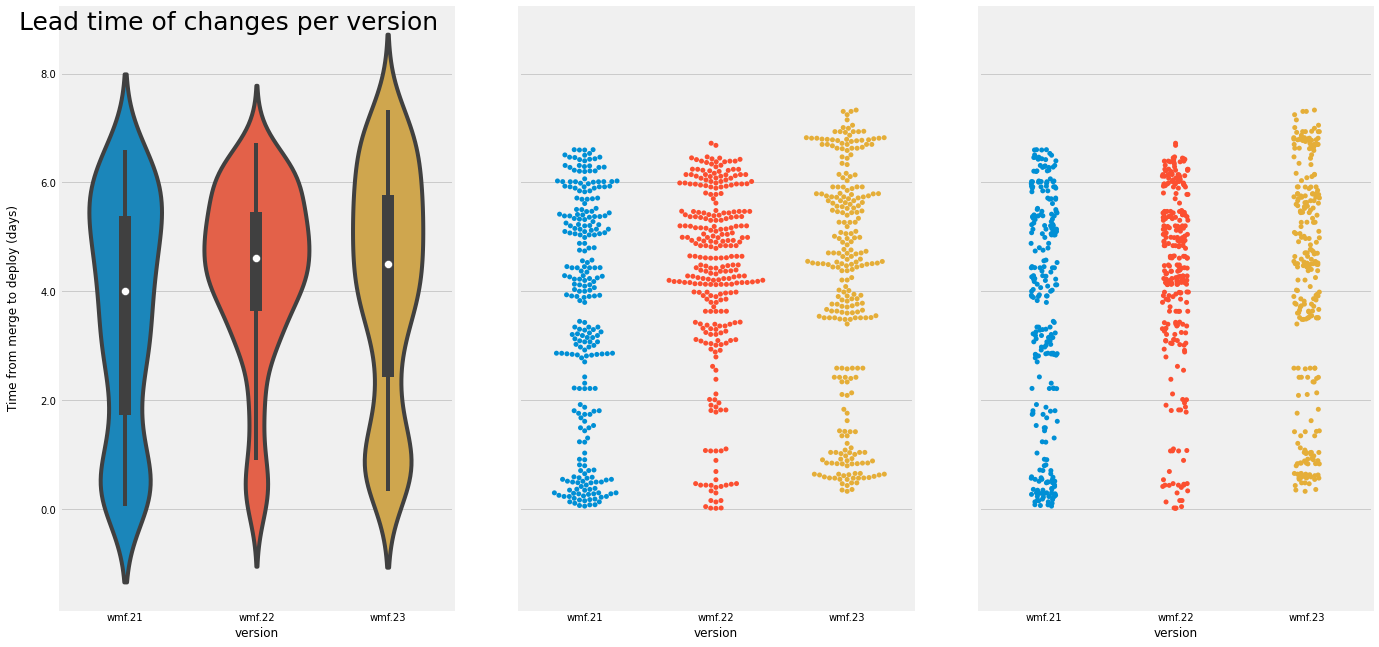 Lead time of changes per version
Time from merge to deploy (days)
8.0
6.0
4.0
2.0
0.0
wmf.21 wmf.22 wmf.23
version
wmf.21 wmf.22 wmf.23
version
wmf.21 wmf.22 wmf.23
version